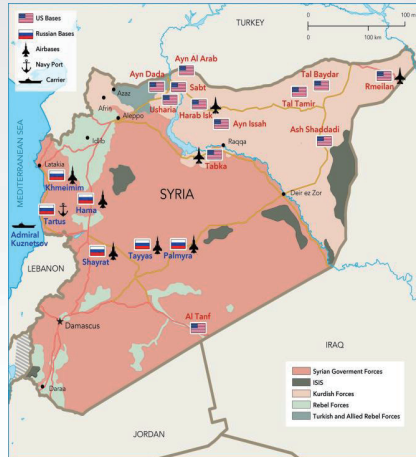 US Bases
Russian Bases
Airbases
Navy Port
Carrier
TURKEY
0
100 mi
0
100 km
Ayn Al Arab
Ayn Dada
Sabt
Usharia
Harab Isk
Ayn Issah
Tal Baydar
Tal Tamir
Rmeilan
Ash Shaddadi
Azaz
Afrin
Aleppo
Idlib
Raqqa
Tabka
Latakia
Khmeimim
MEDITERRANEAN SEA
SYRIA
Deir ez Zor
Hama
Tartus
Admiral
Kuznetsov
Shayrat
Tayyas
Palmyra
LEBANON
Damascus
Al Tanf
IRAQ
Daraa
JORDAN
Syrian Goverment Forces
ISIS
Kurdish Forces
Rebel Forces
Turkish and Allied Rebel Forces